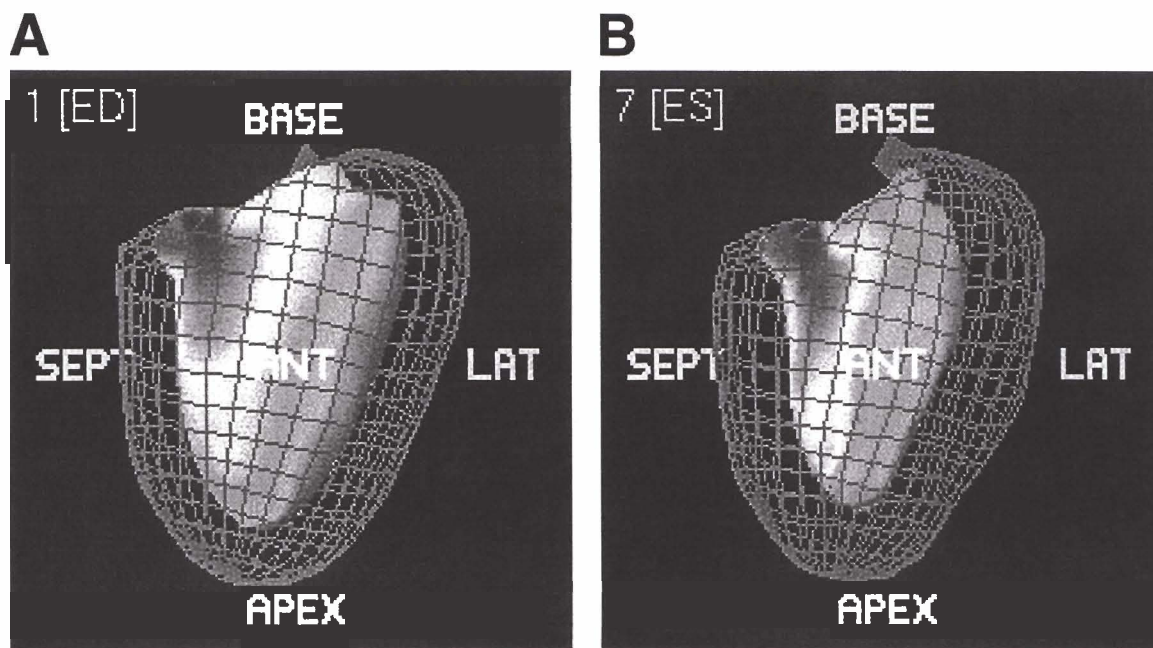 A
1 [ED]
BASE
SEPT
ANT
LAT
APEX
B
7 [ES]
BASE
SEPT
ANT
LAT
APEX